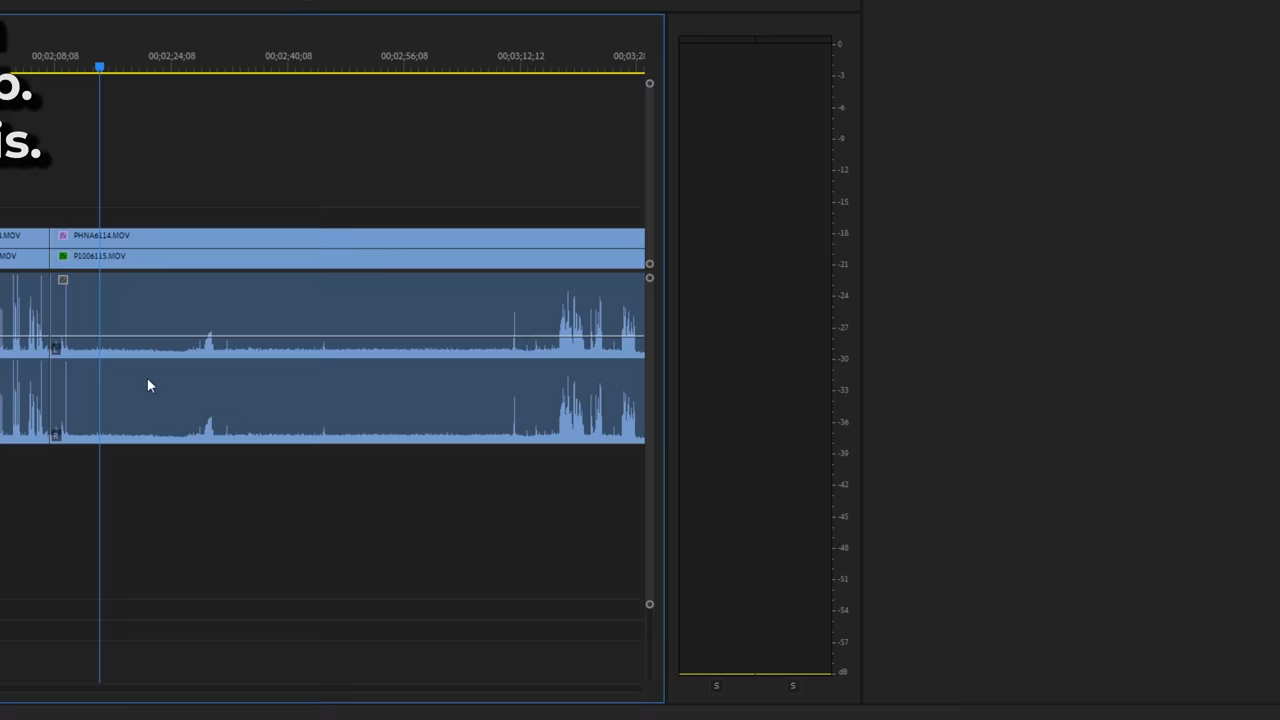 00;02;08;08 00;02;24;08 00;02;40;08 00;02;56;08 00;03;12;12 00;03;2
o.
is.
.MOV PHNA6114.MOV
MOV P1006115.MOV
L
R
0
-3
-6
-9
-12
-15
-18
-21
-24
-27
-30
-33
-36
-39
-42
-45
-48
-51
-54
-57
dB
S S